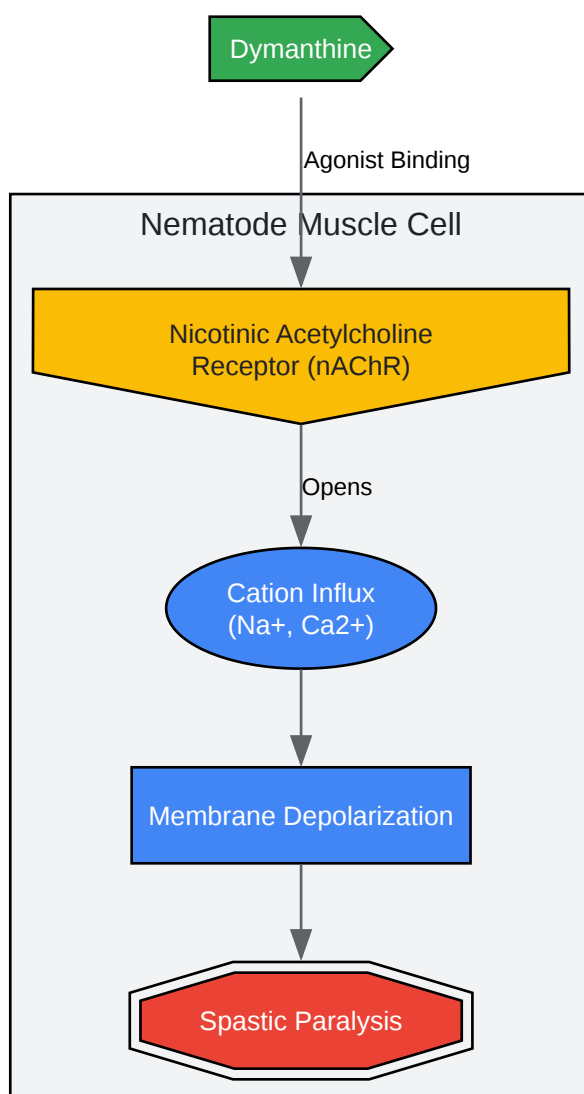 Dymanthine
Agonist Binding
Nematode Muscle Cell
Nicotinic Acetylcholine
Receptor (nAChR)
Opens
Cation Influx
(Na+, Ca2+)
Membrane Depolarization
Spastic Paralysis